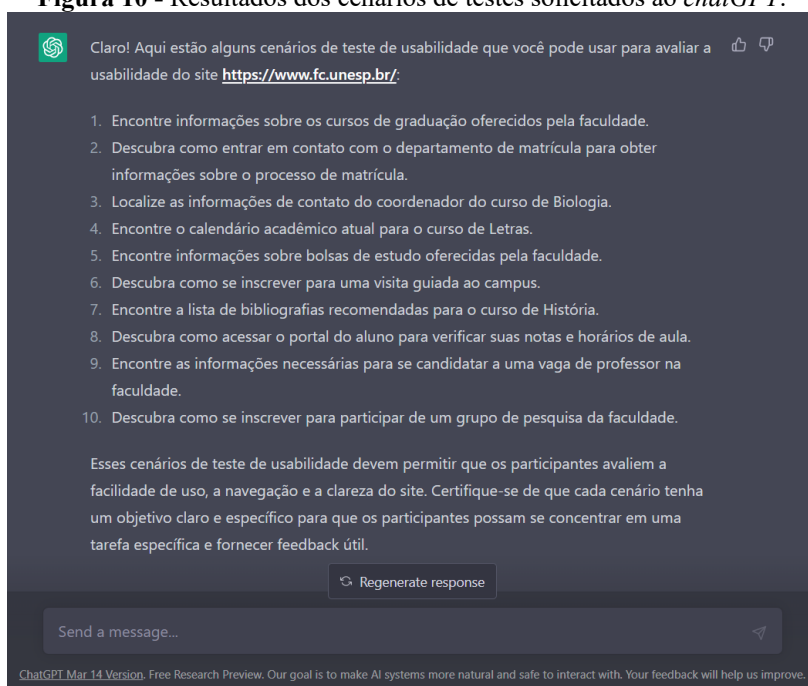 Figura 10 - Resultados dos cenários de testes solicitados ao chatGPT.
Claro! Aqui estão alguns cenários de teste de usabilidade que você pode usar para avaliar a
usabilidade do site https://www.fc.unesp.br/:
1. Encontre informações sobre os cursos de graduação oferecidos pela faculdade.
2. Descubra como entrar em contato com o departamento de matrícula para obter
informações sobre o processo de matrícula.
3. Localize as informações de contato do coordenador do curso de Biologia.
4. Encontre o calendário acadêmico atual para o curso de Letras.
5. Encontre informações sobre bolsas de estudo oferecidas pela faculdade.
6. Descubra como se inscrever para uma visita guiada ao campus.
7. Encontre a lista de bibliografias recomendadas para o curso de História.
8. Descubra como acessar o portal do aluno para verificar suas notas e horários de aula.
9. Encontre as informações necessárias para se candidatar a uma vaga de professor na
faculdade.
10. Descubra como se inscrever para participar de um grupo de pesquisa da faculdade.
Esses cenários de teste de usabilidade devem permitir que os participantes avaliem a
facilidade de uso, a navegação e a clareza do site. Certifique-se de que cada cenário tenha
um objetivo claro e específico para que os participantes possam se concentrar em uma
tarefa específica e fornecer feedback útil.
Regenerate response
Send a message...
ChatGPT Mar 14 Version. Free Research Preview. Our goal is to make AI systems more natural and safe to interact with. Your feedback will help us improve.